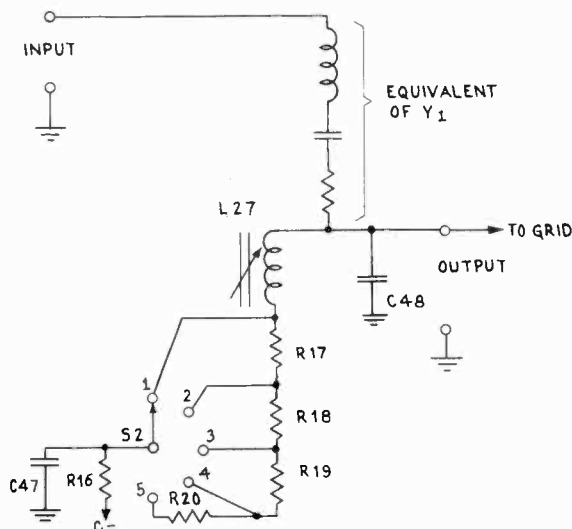 INPUT
EQUIVALENT
OF Y1
L27
TO GRID
OUTPUT
C48
R17
1
2
R18
S2
3
4
R19
C47
R16
5
R20
C-